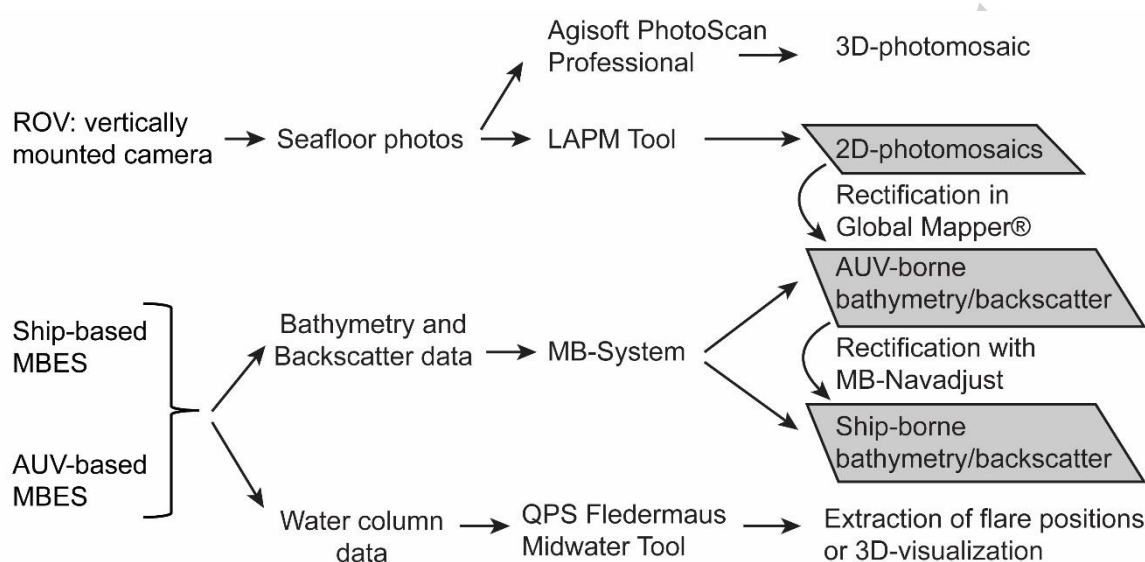 Agisoft PhotoScan
Professional
3D-photomosaic
ROV: vertically
mounted camera
Seafloor photos
LAPM Tool
2D-photomosaics
Rectification in
Global Mapper®
AUV-borne
bathymetry/backscatter
Ship-based
MBES
Bathymetry and
Backscatter data
MB-System
Rectification with
MB-Navadjust
Ship-borne
bathymetry/backscatter
AUV-based
MBES
Water column
data
QPS Fledermaus
Midwater Tool
Extraction of flare positions
or 3D-visualization